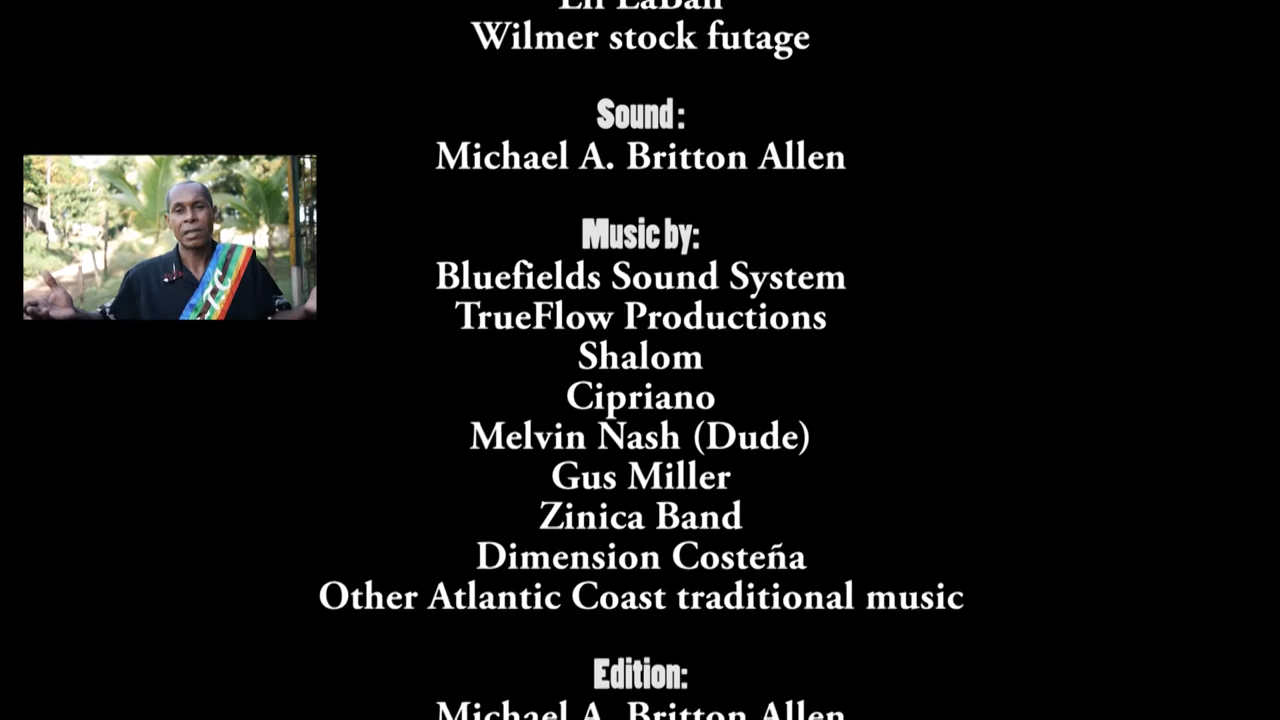 Wilmer stock futage
Sound:
Michael A. Britton Allen
Music by:
Bluefields Sound System
TrueFlow Productions
Shalom
Cipriano
Melvin Nash (Dude)
Gus Miller
Zinica Band
Dimension Costeña
Other Atlantic Coast traditional music
Edition:
Michael A. Britton Allen